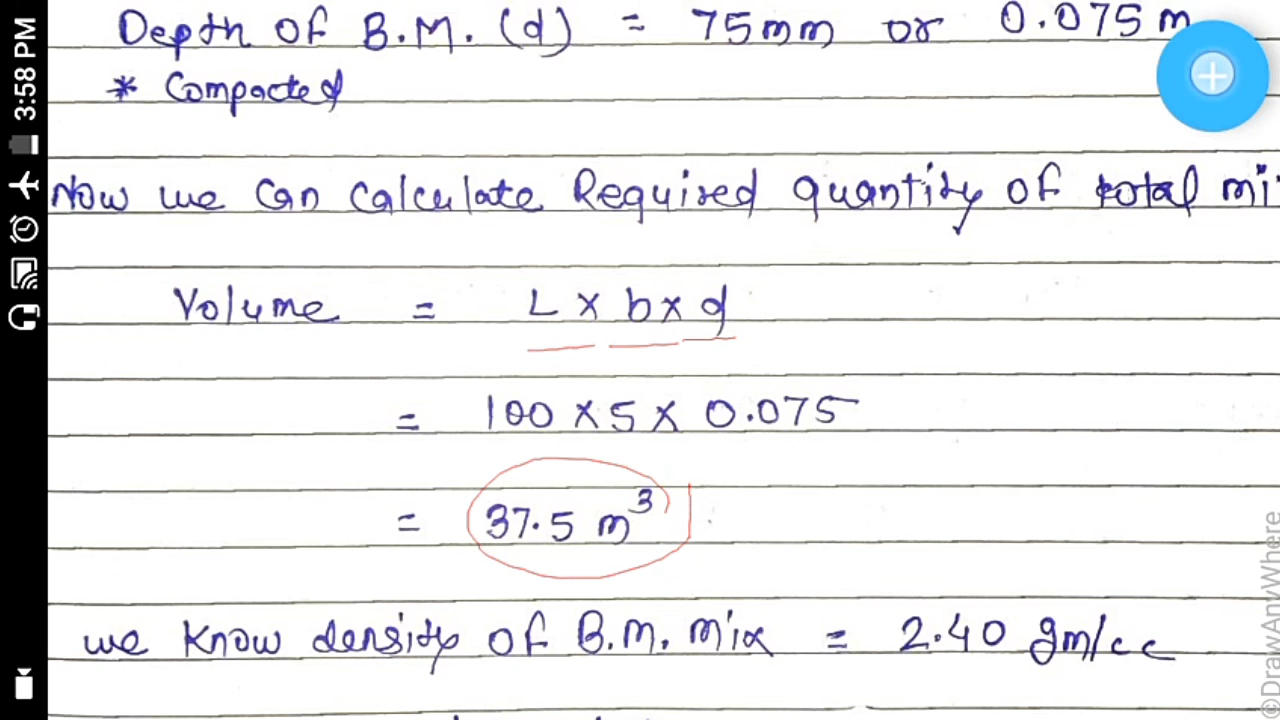 Depth of B.M. (d) = 75mm or 0.075 m
* Compacted
Now we can calculate Required quantity of total mi
Volume = L x b x d
= 100 x 5 x 0.075
= 37.5 m³
we know density of B.M. mix = 2.40 gm/cc
3:58 PM
©DrawAnyWhere